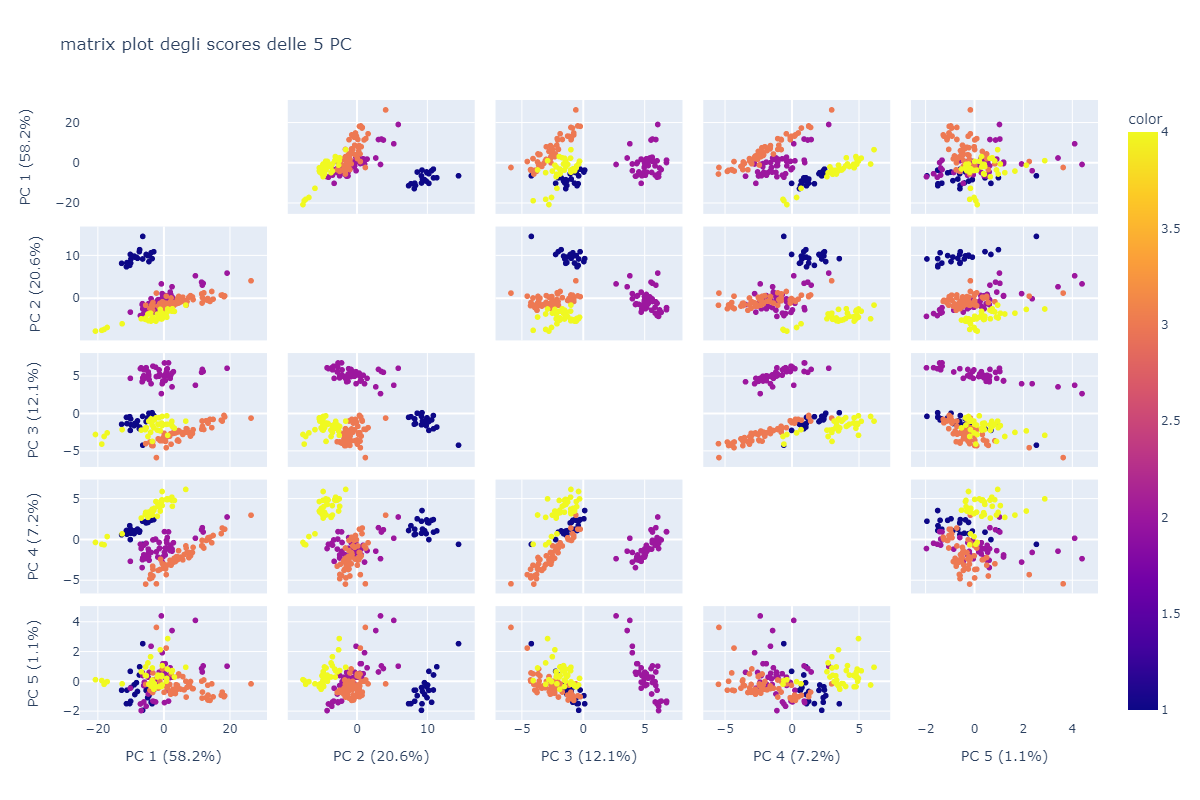 matrix plot degli scores delle 5 PC
color
PC 1 (58.2%)
20
0
−20
PC 2 (20.6%)
10
0
PC 3 (12.1%)
5
0
−5
PC 4 (7.2%)
5
0
−5
PC 5 (1.1%)
4
2
0
−2
−20 0 20
0 10
−5 0 5
−5 0 5
−2 0 2 4
PC 1 (58.2%)
PC 2 (20.6%)
PC 3 (12.1%)
PC 4 (7.2%)
PC 5 (1.1%)
4
3.5
3
2.5
2
1.5
1